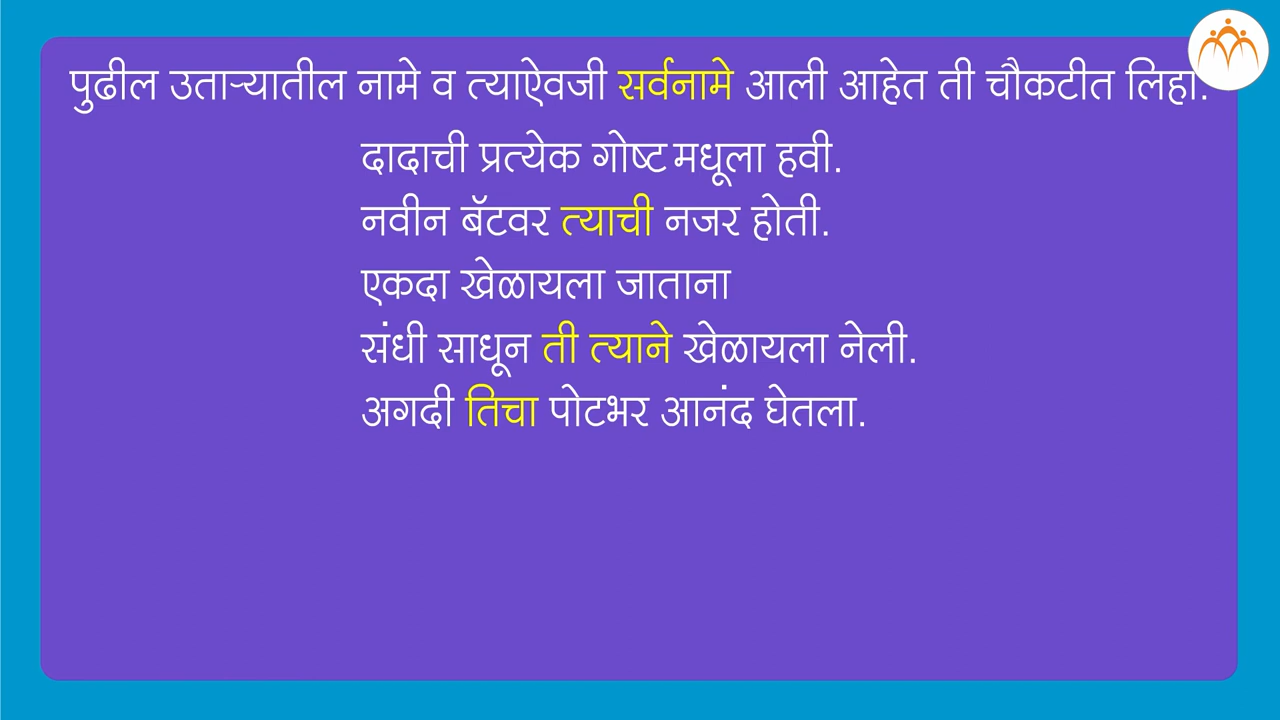 पुढील उताऱ्यातील नामे व त्याऐवजी सर्वनामे आली आहेत ती चौकटीत लिहा.
दादाची प्रत्येक गोष्ट मधूला हवी.
नवीन बॅटवर त्याची नजर होती.
एकदा खेळायला जाताना
संधी साधून ती त्याने खेळायला नेली.
अगदी तिचा पोटभर आनंद घेतला.